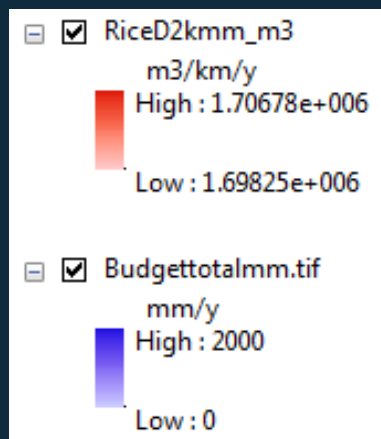 RiceD2kmm_m3
m3/km/y
High : 1.70678e+006
Low : 1.69825e+006
Budgettotalmm.tif
mm/y
High : 2000
Low : 0